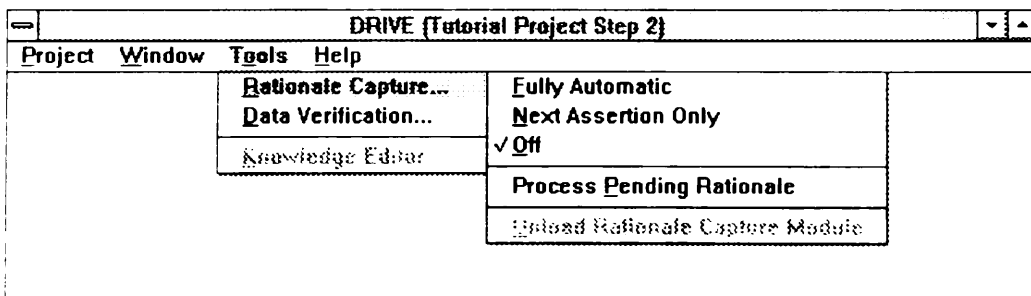 DRIVE (Tutorial Project Step 2)
Project Window Tools Help
Rationale Capture...
Data Verification...
Knowledge Editor
Fully Automatic
Next Assertion Only
✓ Off
Process Pending Rationale
Unload Rationale Capture Module